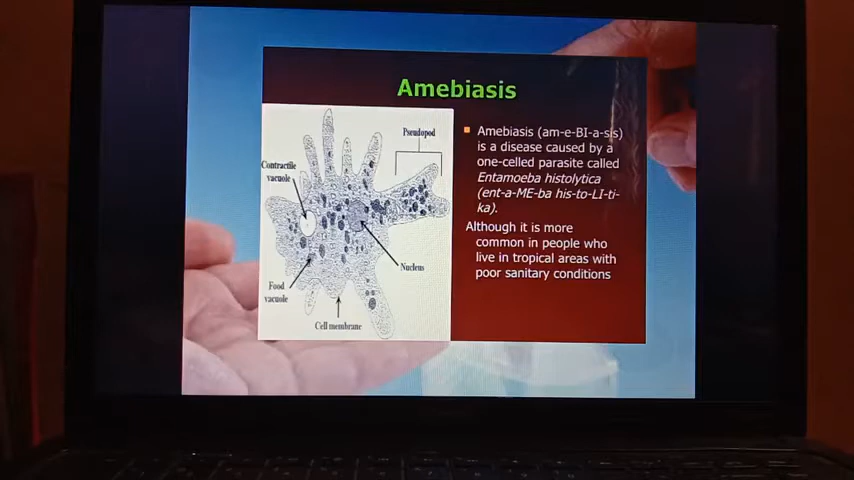 Amebiasis
Contractile
vacuole
Pseudopod
Nucleus
Food
vacuole
Cell membrane
Amebiasis (am-e-BI-a-sis)
is a disease caused by a
one-celled parasite called
Entamoeba histolytica
(ent-a-ME-ba his-to-LI-ti-
ka).
Although it is more
common in people who
live in tropical areas with
poor sanitary conditions